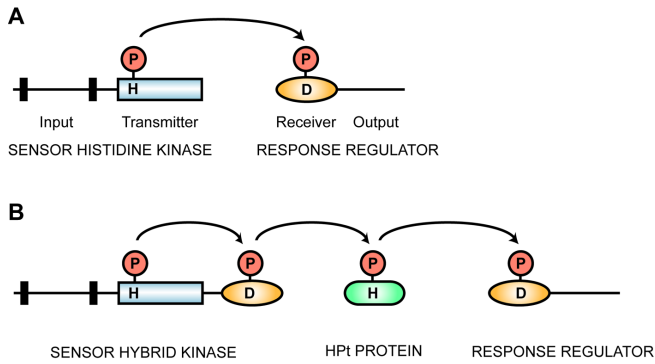 A
P P
H D
Input Transmitter Receiver Output
SENSOR HISTIDINE KINASE RESPONSE REGULATOR
B
P P P P
H D H D
SENSOR HYBRID KINASE HPt PROTEIN RESPONSE REGULATOR